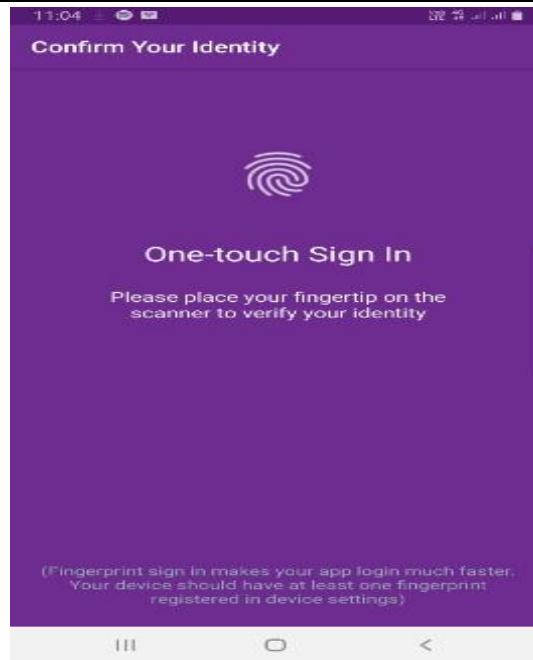 11:04
Confirm Your Identity
One-touch Sign In
Please place your fingertip on the
scanner to verify your identity
(Fingerprint sign in makes your app login much faster.
Your device should have at least one fingerprint
registered in device settings)